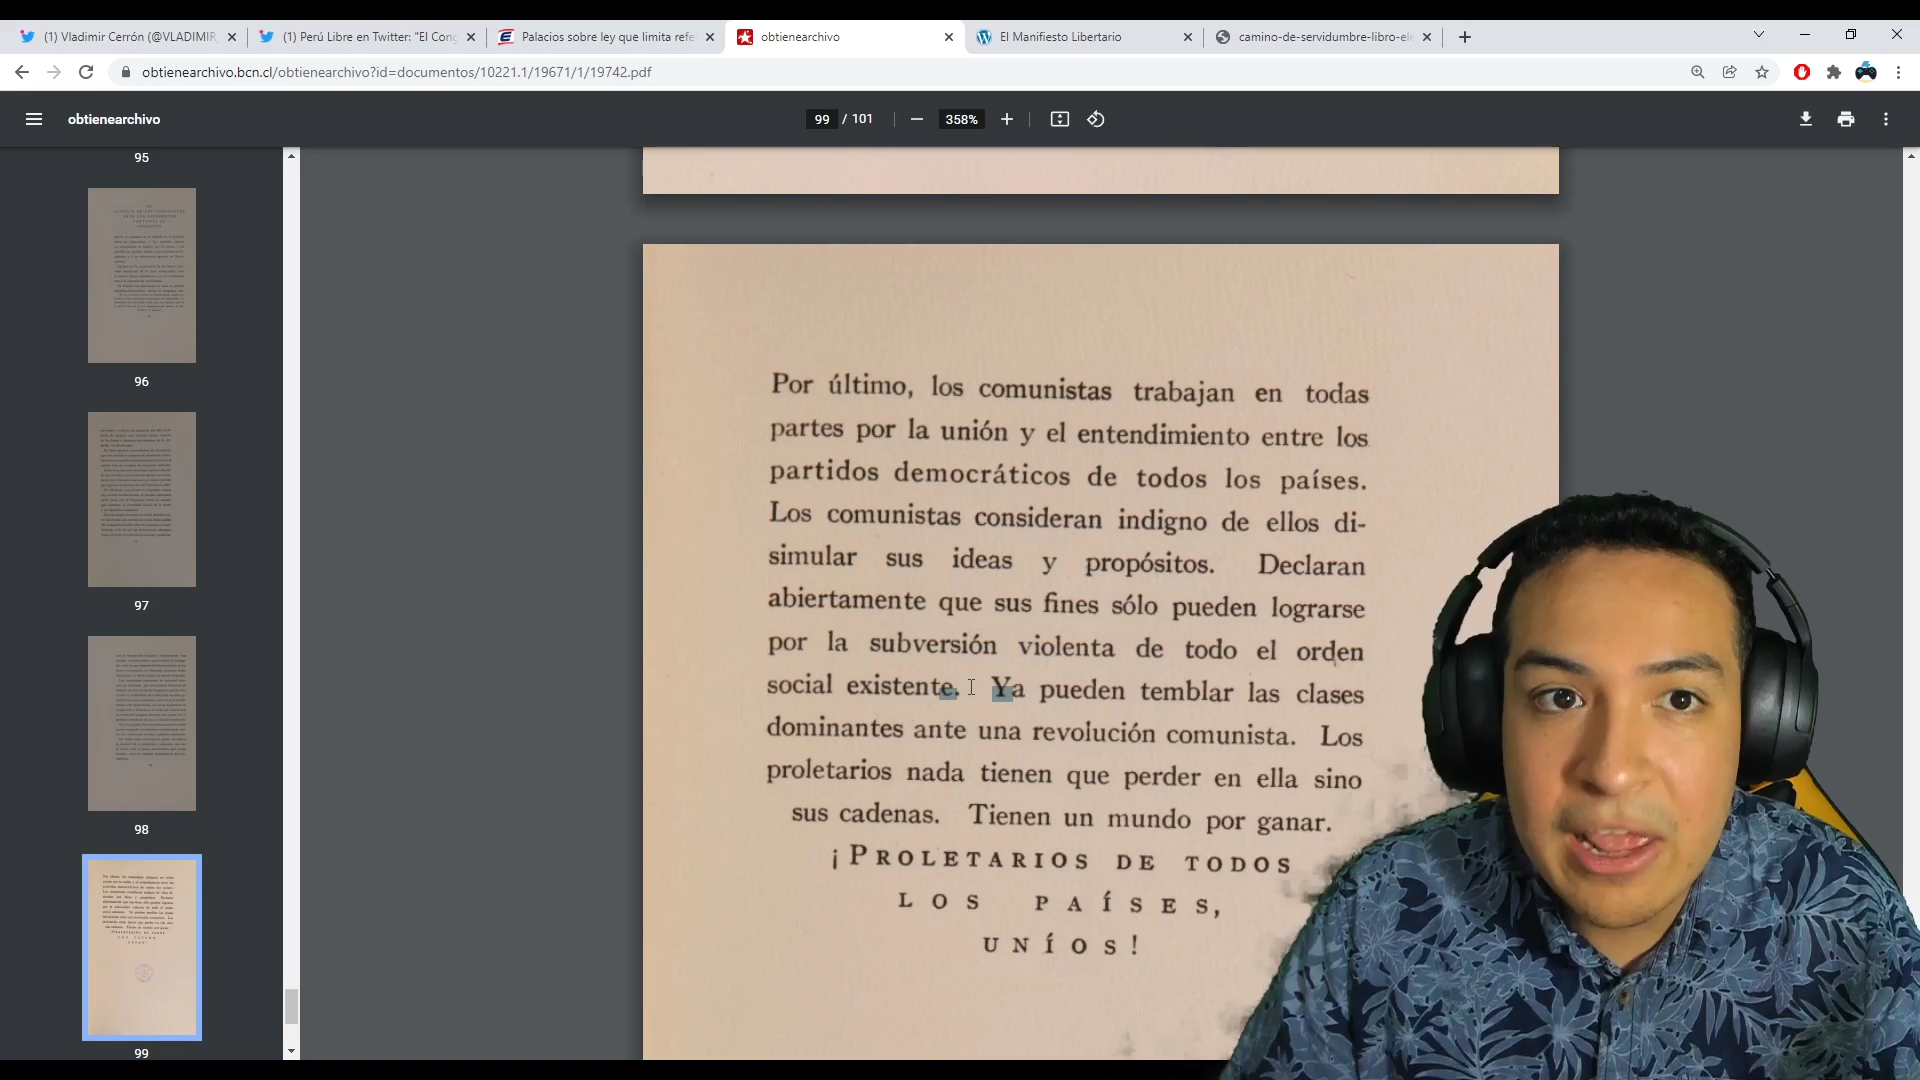 (1) Vladimir Cerrón (@VLADIMIR_
(1) Perú Libre en Twitter: "El Cong
Palacios sobre ley que limita refe
obtienearchivo
El Manifiesto Libertario
camino-de-servidumbre-libro-ele
obtienearchivo.bcn.cl/obtienearchivo?id=documentos/10221.1/19671/1/19742.pdf
obtienearchivo
99 / 101
358%
95
96
97
98
99
Por último, los comunistas trabajan en todas
partes por la unión y el entendimiento entre los
partidos democráticos de todos los países.
Los comunistas consideran indigno de ellos di-
simular sus ideas y propósitos. Declaran
abiertamente que sus fines sólo pueden lograrse
por la subversión violenta de todo el orden
social existente. Ya pueden temblar las clases
dominantes ante una revolución comunista. Los
proletarios nada tienen que perder en ella sino
sus cadenas. Tienen un mundo por ganar.
¡PROLETARIOS DE TODOS
LOS PAÍSES,
UNÍOS!